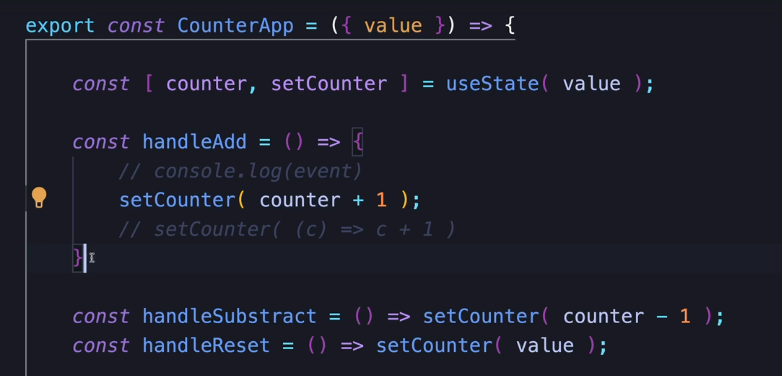 export const CounterApp = ({ value }) => {
const [ counter, setCounter ] = useState( value );
const handleAdd = () => {
// console.log(event)
setCounter( counter + 1 );
// setCounter( (c) => c + 1 )
}
const handleSubstract = () => setCounter( counter - 1 );
const handleReset = () => setCounter( value );